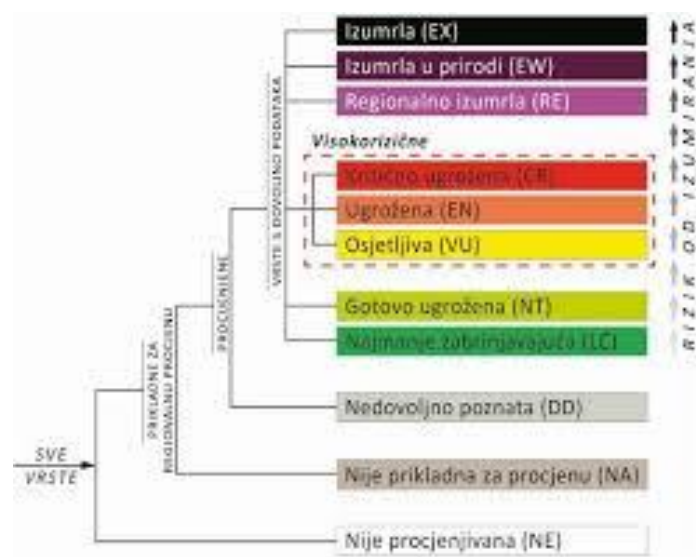 Izumrla (EX)
Izumrla u prirodi (EW)
Regionalno izumrla (RE)
Visokorizične
Kritično ugrožena (CR)
Ugrožena (EN)
Osjetljiva (VU)
Gotovo ugrožena (NT)
Najmanje zabrinjavajuća (LC)
Nedovoljno poznata (DD)
Nije prikladna za procjenu (NA)
Nije procjenjivana (NE)
SVE
VRSTE
PRIKLADNE ZA
REGIONALNU PROCJENU
PROCIJENJENE
VRSTE S DOVOLJNO PODATAKA
RIZIK OD IZUMIRANJA